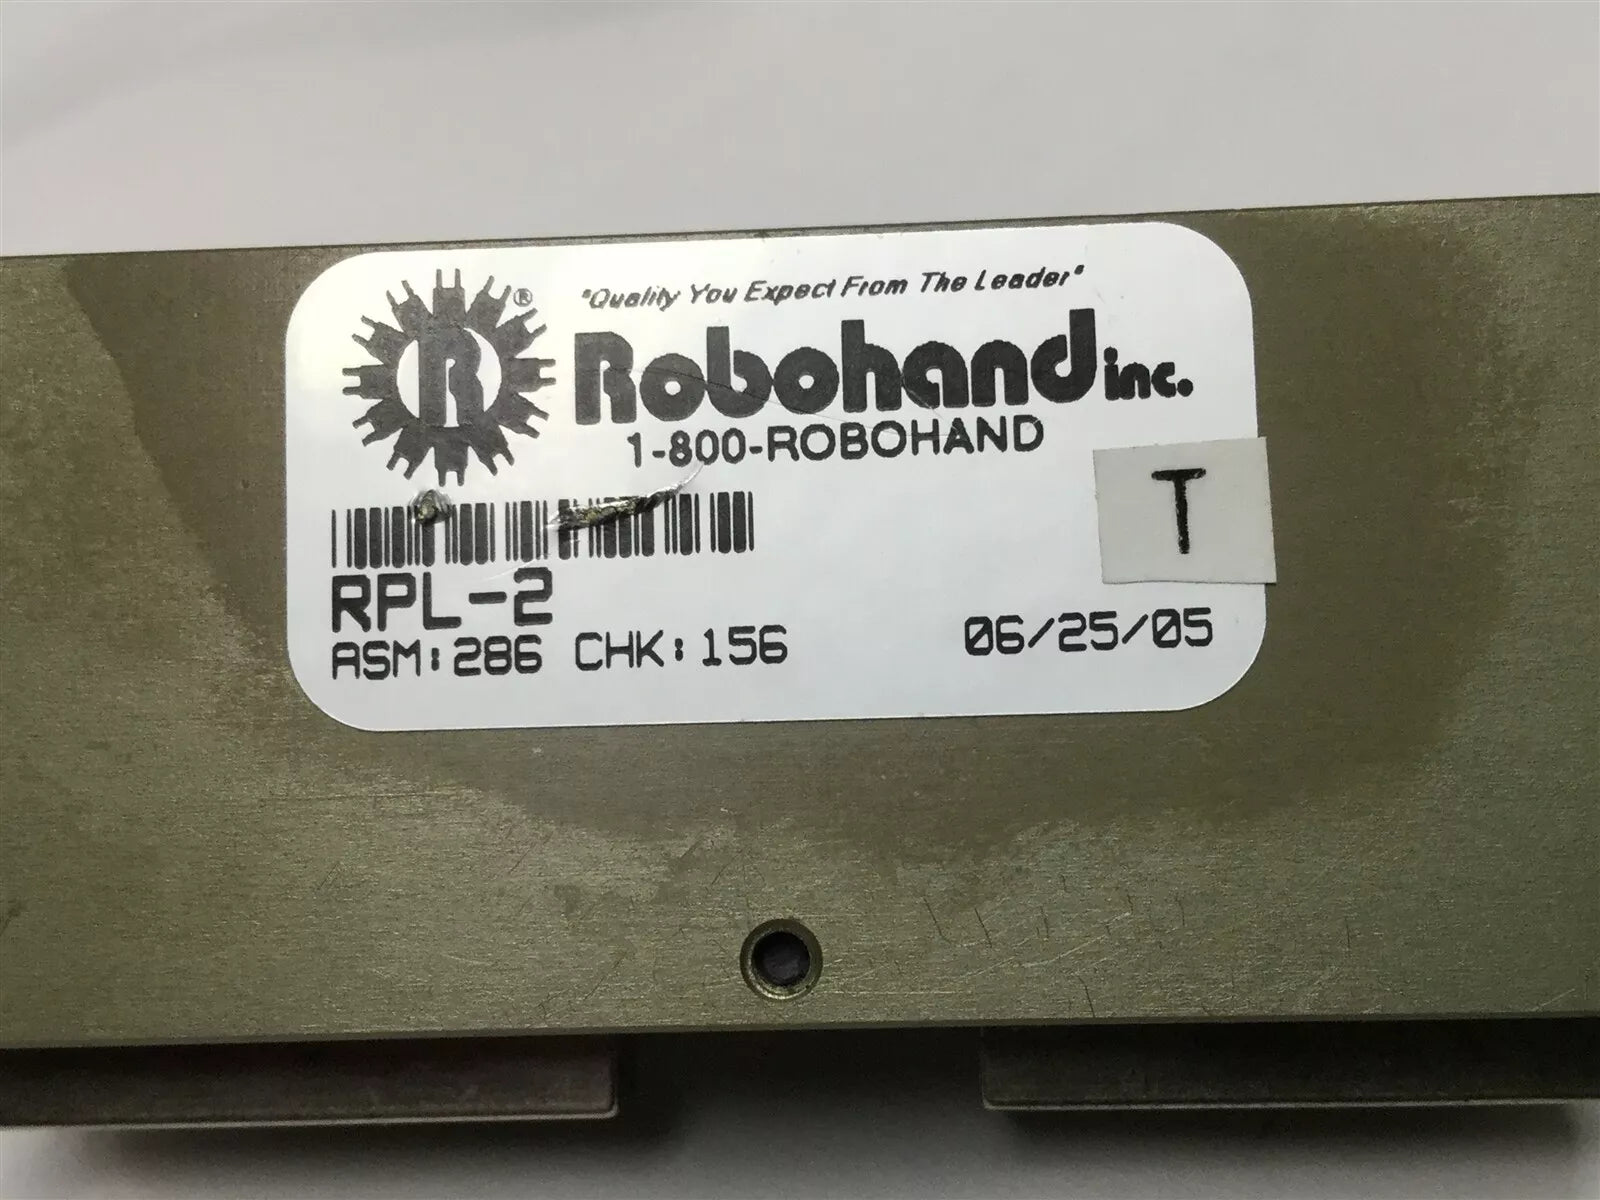 "Quality You Expect From The Leader"
R®
Robohand inc.
1-800-ROBOHAND
T
RPL-2
ASM:286 CHK:156 06/25/05